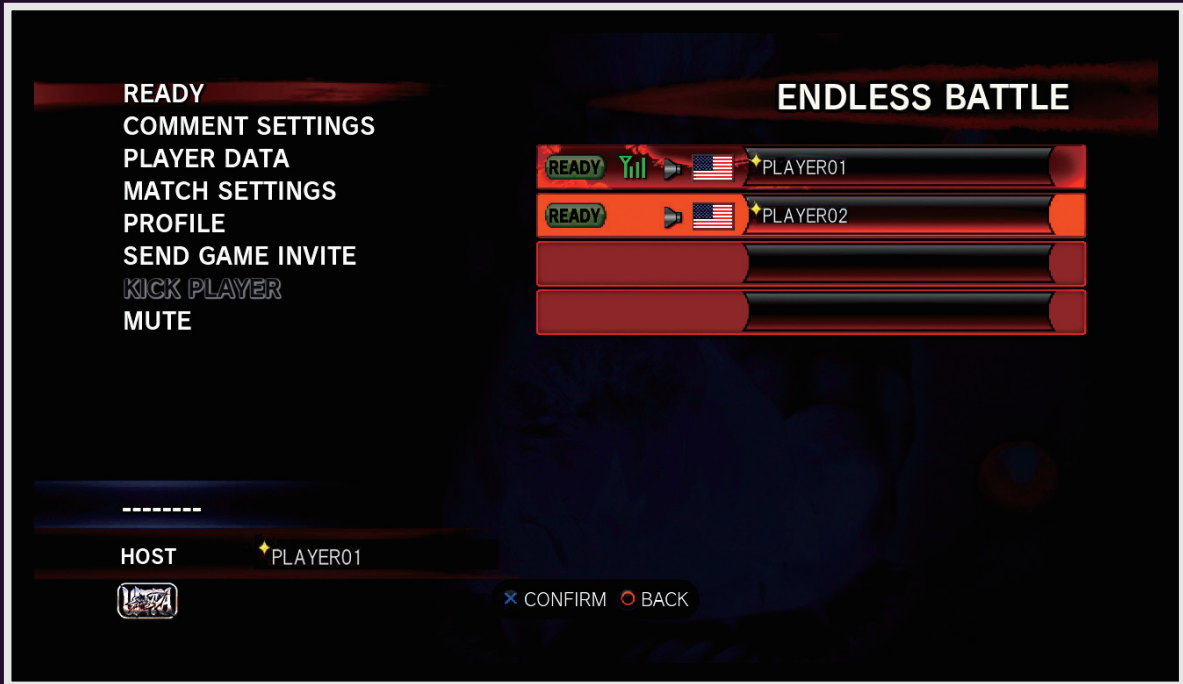 READY
COMMENT SETTINGS
PLAYER DATA
MATCH SETTINGS
PROFILE
SEND GAME INVITE
KICK PLAYER
MUTE
ENDLESS BATTLE
READY PLAYER01
READY PLAYER02
--------
HOST PLAYER01
CONFIRM BACK